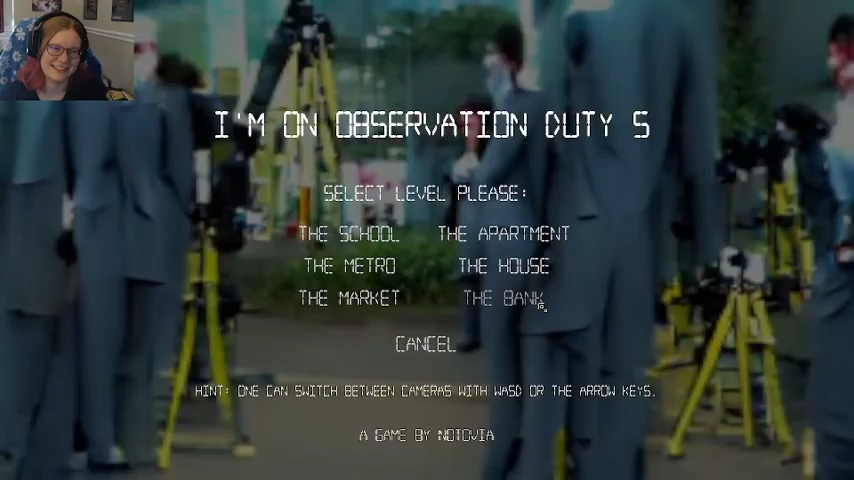 I'M ON OBSERVATION DUTY 5
SELECT LEVEL PLEASE:
THE SCHOOL THE APARTMENT
THE METRO THE HOUSE
THE MARKET THE BANK
CANCEL
HINT: ONE CAN SWITCH BETWEEN CAMERAS WITH WASD OR THE ARROW KEYS.
A GAME BY NOTOVIA